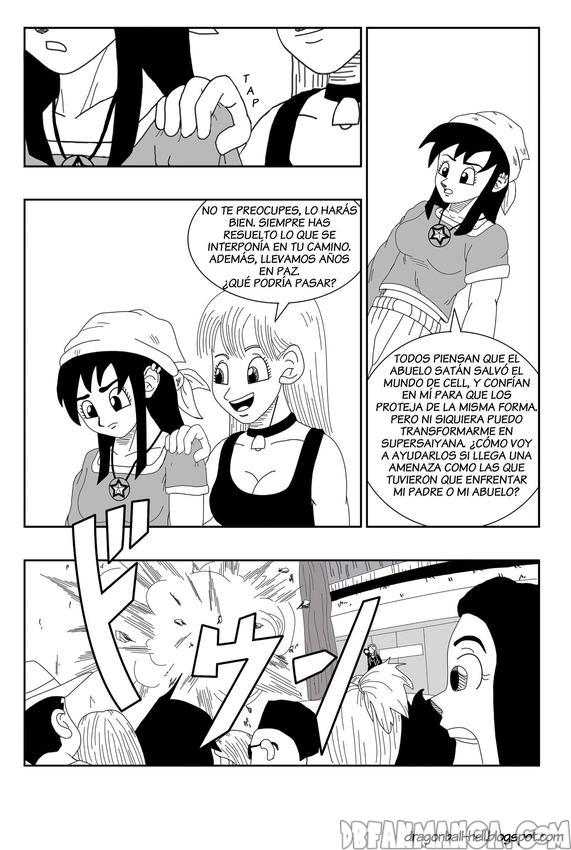 TAP
TODOS PIENSAN QUE EL
ABUELO SATÁN SALVÓ EL
MUNDO DE CELL, Y CONFÍAN
EN MÍ PARA QUE LOS
PROTEJA DE LA MISMA FORMA.
PERO NI SIQUIERA PUEDO
TRANSFORMARME EN
SUPERSAIYANA. ¿CÓMO VOY
A AYUDARLOS SI LLEGA UNA
AMENAZA COMO LAS QUE
TUVIERON QUE ENFRENTAR
MI PADRE O MI ABUELO?
NO TE PREOCUPES, LO HARÁS
BIEN. SIEMPRE HAS
RESUELTO LO QUE SE
INTERPONÍA EN TU CAMINO.
ADEMÁS, LLEVAMOS AÑOS
EN PAZ.
¿QUÉ PODRÍA PASAR?
ドウーン
dragonball-hell.blogspot
DBFANMANGA.COM